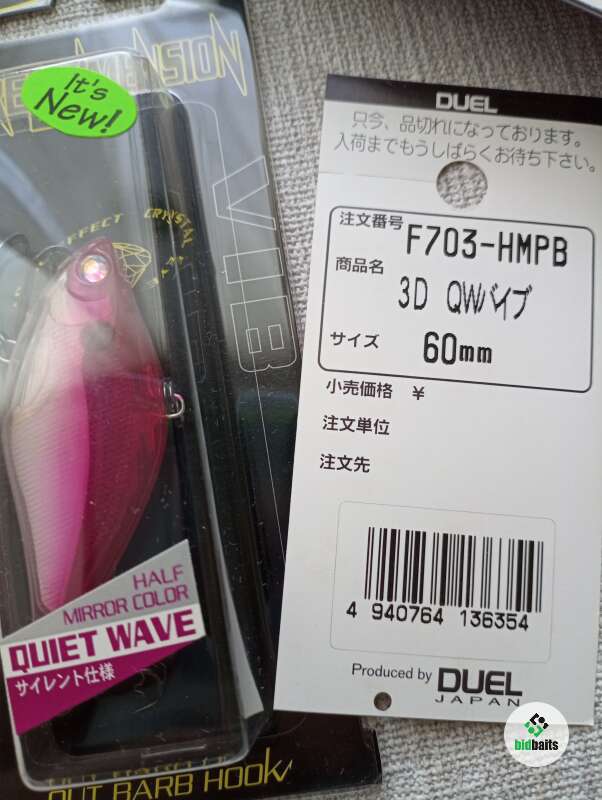 It's
New!
EFFECT CRYSTAL
VIB
HALF
MIRROR COLOR
QUIET WAVE
サイレント仕様
OUT BARB HOOK
DUEL
只今、品切れになっております。
入荷までもうしばらくお待ち下さい。
注文番号 F703-HMPB
商品名 3D QWバイブ
サイズ 60mm
小売価格 ¥
注文単位
注文先
4 940764 136354
Produced by DUEL
JAPAN
bidbaits